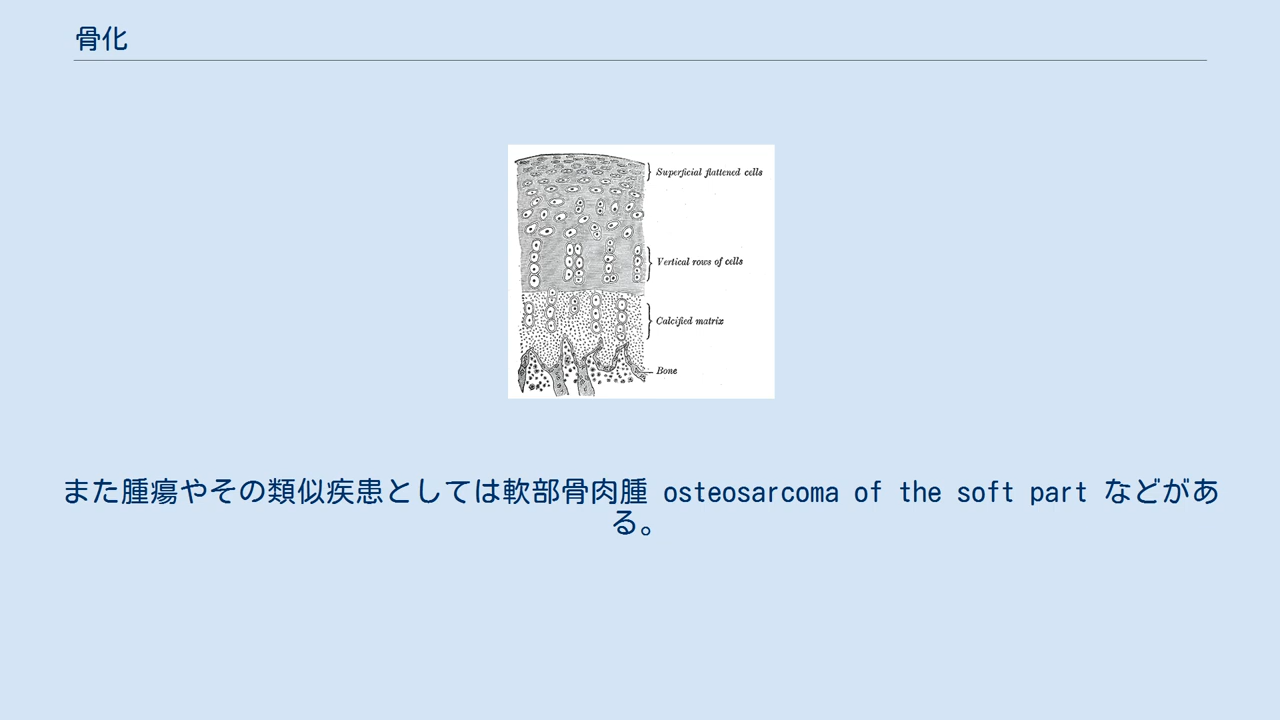 骨化
Superficial flattened cells
Vertical rows of cells
Calcified matrix
Bone
また腫瘍やその類似疾患としては軟部骨肉腫 osteosarcoma of the soft part などがあ
る。